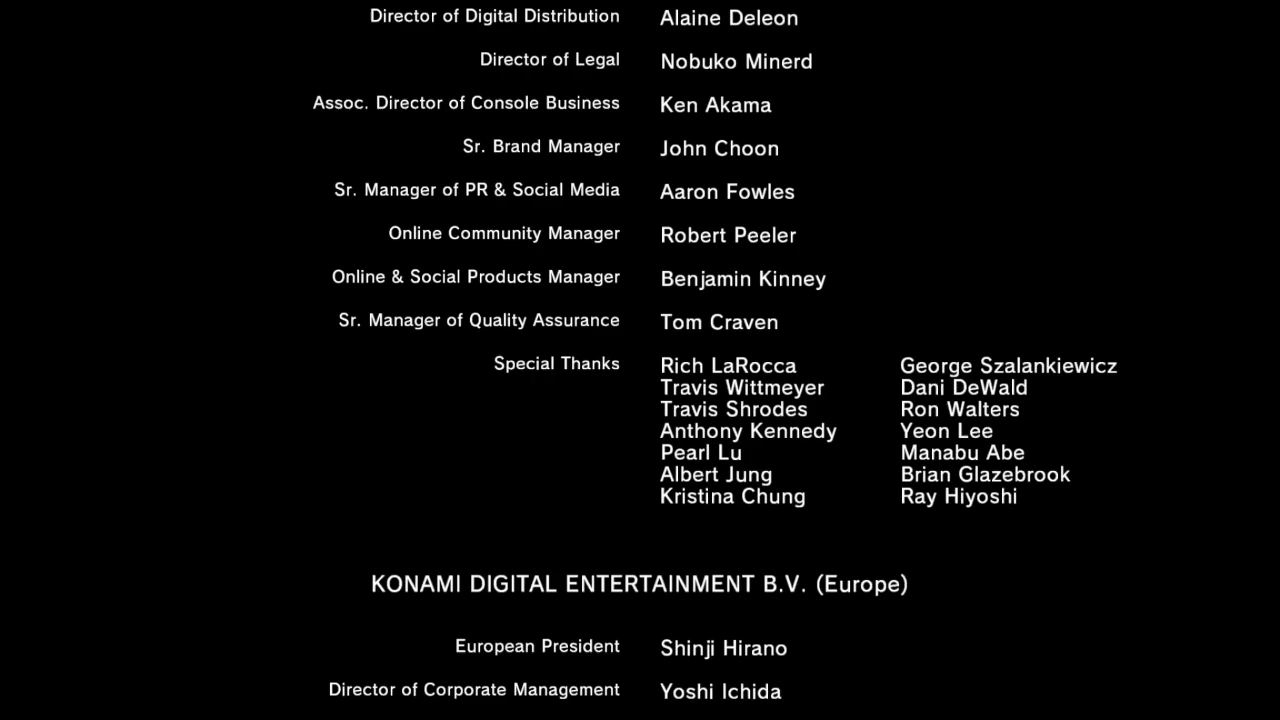 Director of Digital Distribution Alaine Deleon
Director of Legal Nobuko Minerd
Assoc. Director of Console Business Ken Akama
Sr. Brand Manager John Choon
Sr. Manager of PR & Social Media Aaron Fowles
Online Community Manager Robert Peeler
Online & Social Products Manager Benjamin Kinney
Sr. Manager of Quality Assurance Tom Craven
Special Thanks Rich LaRocca George Szalankiewicz
Travis Wittmeyer Dani DeWald
Travis Shrodes Ron Walters
Anthony Kennedy Yeon Lee
Pearl Lu Manabu Abe
Albert Jung Brian Glazebrook
Kristina Chung Ray Hiyoshi
KONAMI DIGITAL ENTERTAINMENT B.V. (Europe)
European President Shinji Hirano
Director of Corporate Management Yoshi Ichida